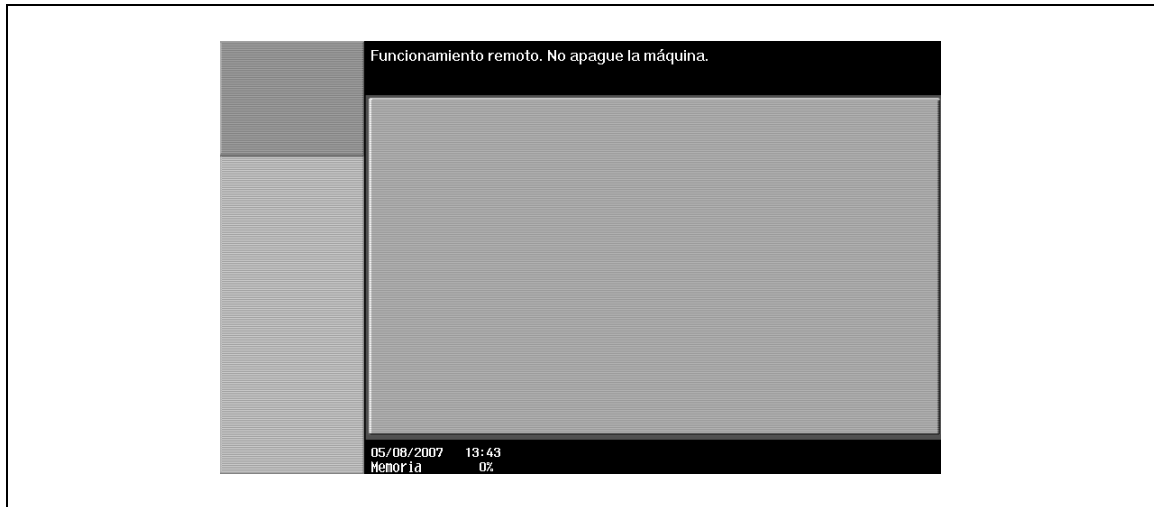 Funcionamiento remoto. No apague la máquina.
05/08/2007 13:43
Memoria 0%